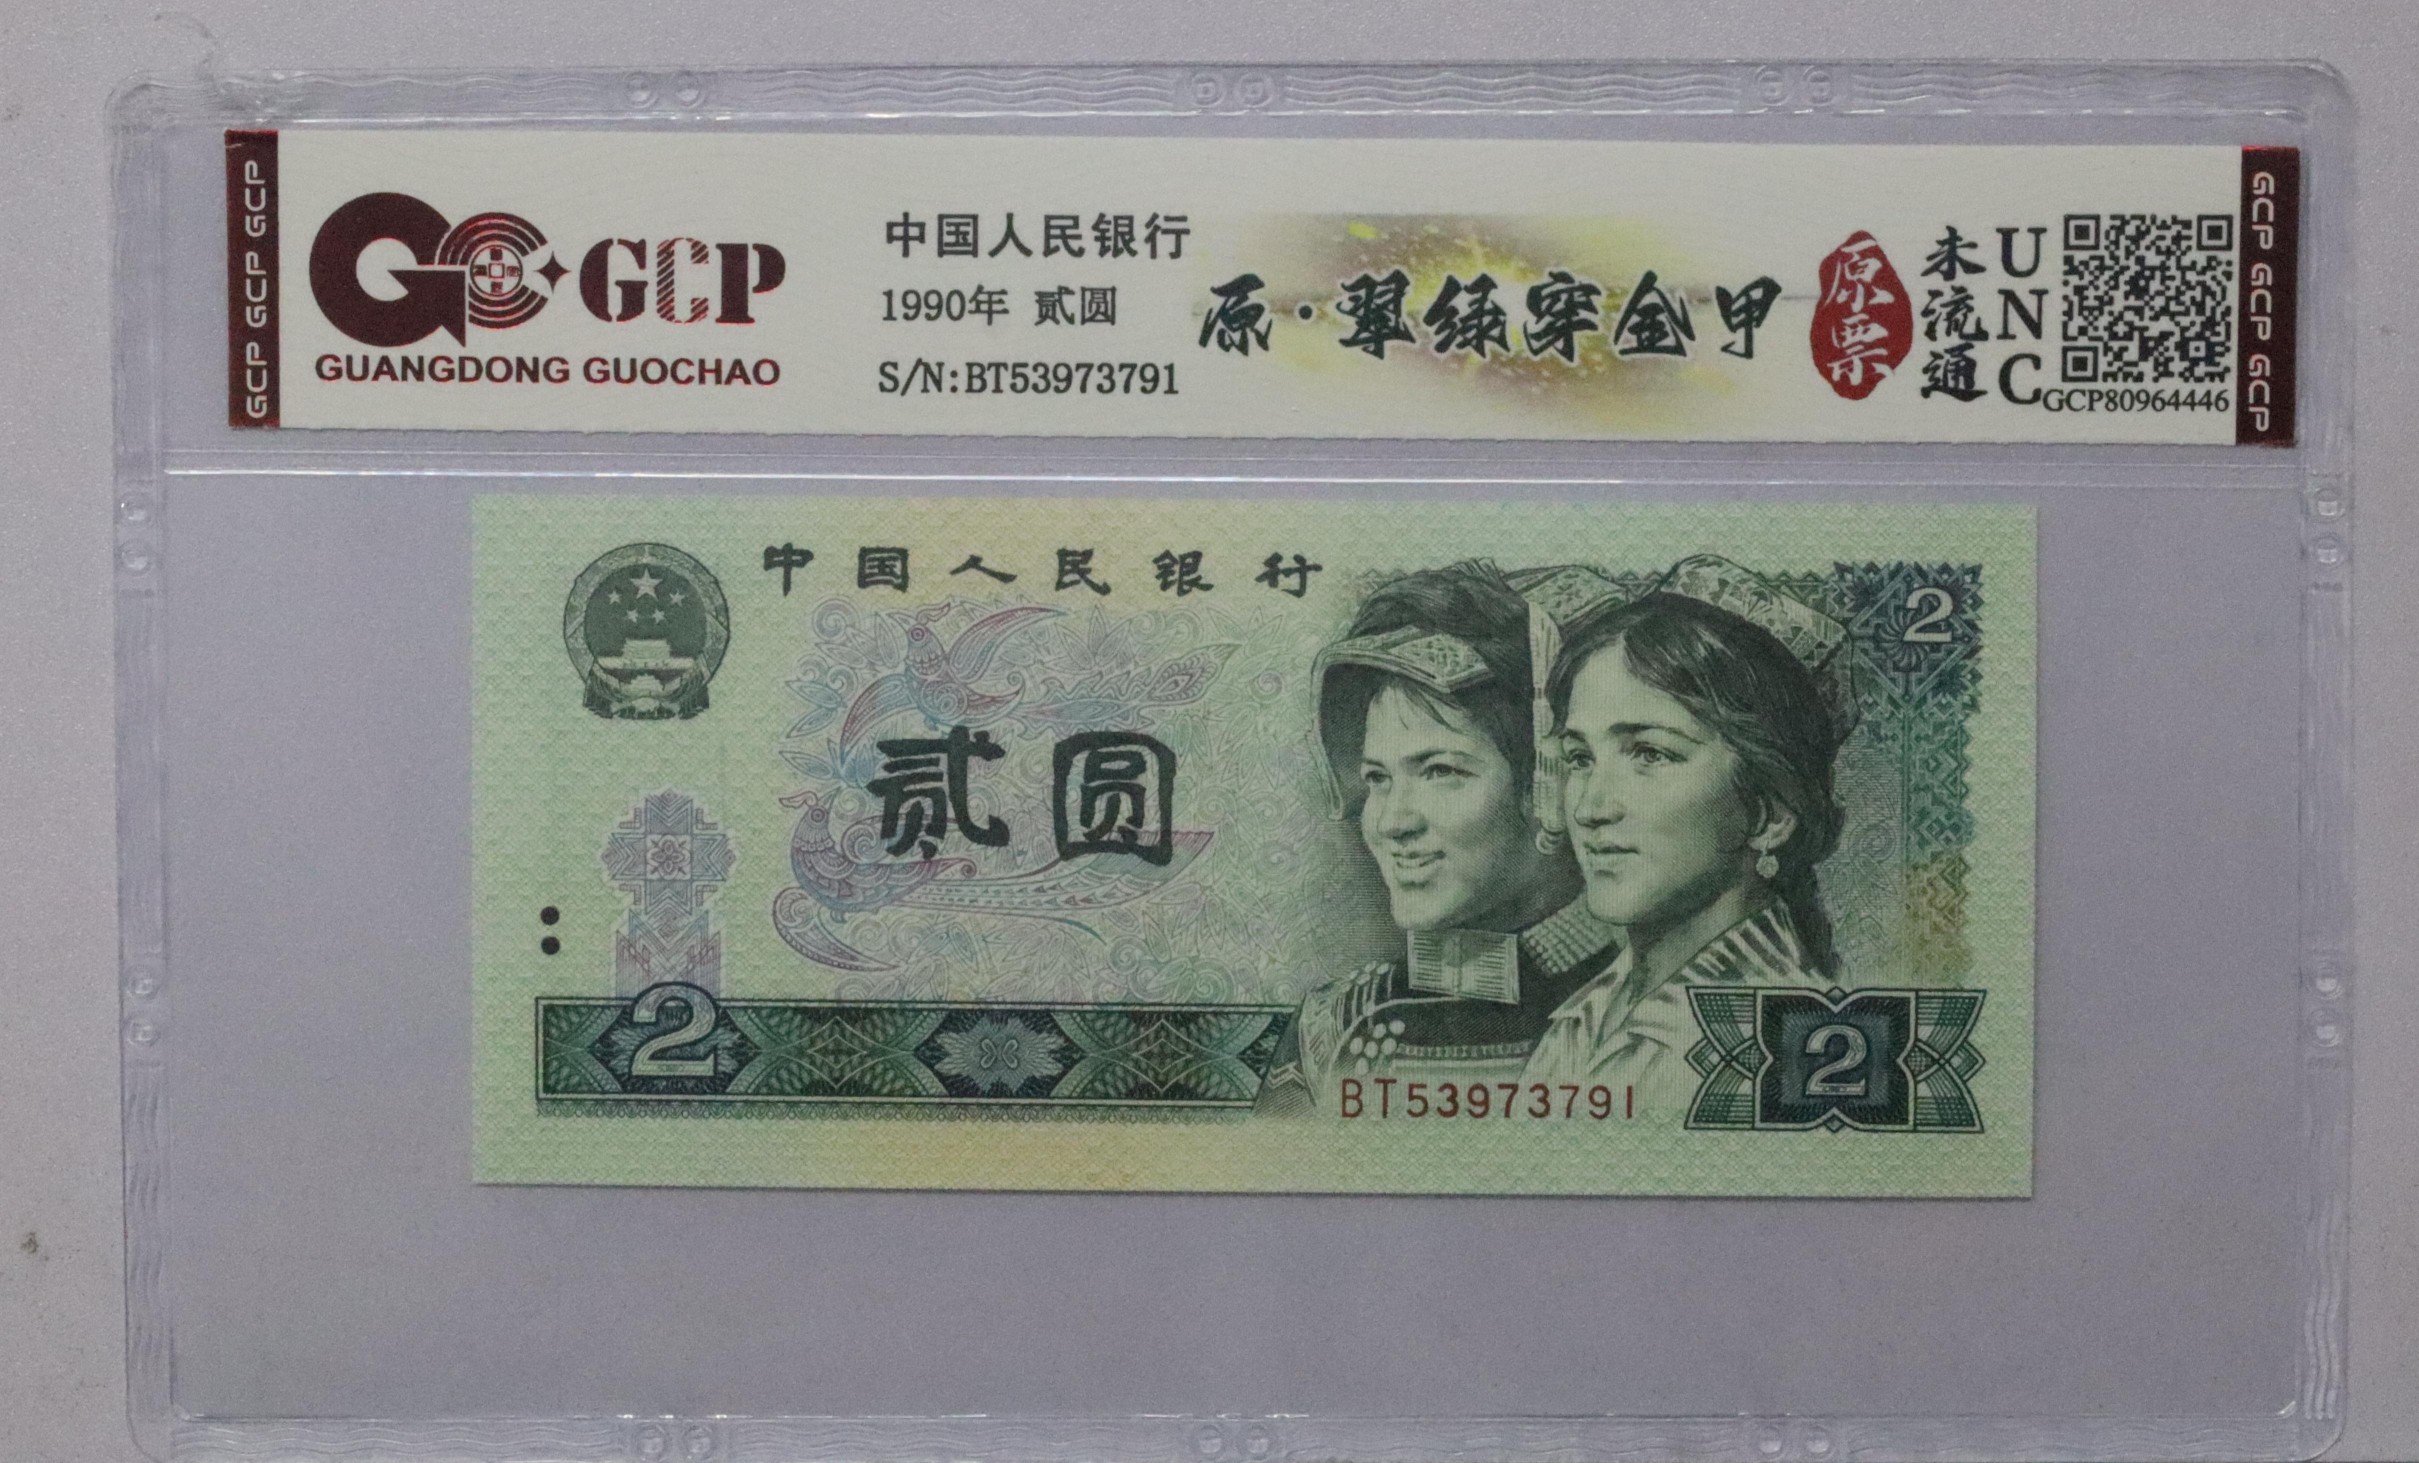 GCP GCP GCP
GC GCP
GUANGDONG GUOCHAO
中国人民银行
1990年 贰圆
S/N:BT53973791
原·翠绿穿金甲
原票
未流通
UNC
GCP80964446
GCP GCP GCP
中国人民银行
2
贰圆
2
2
BT53973791